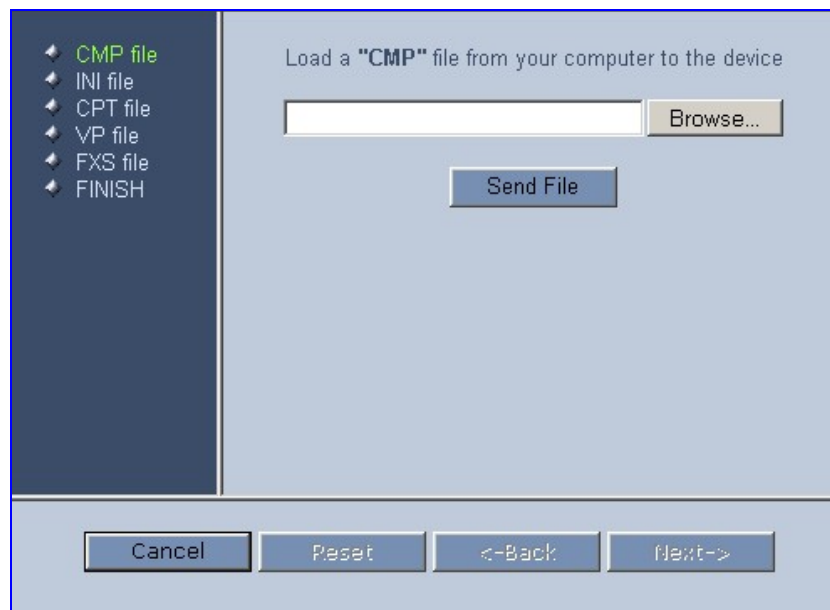 CMP file
INI file
CPT file
VP file
FXS file
FINISH
Load a "CMP" file from your computer to the device
Browse...
Send File
Cancel
Reset
<-Back
Next->